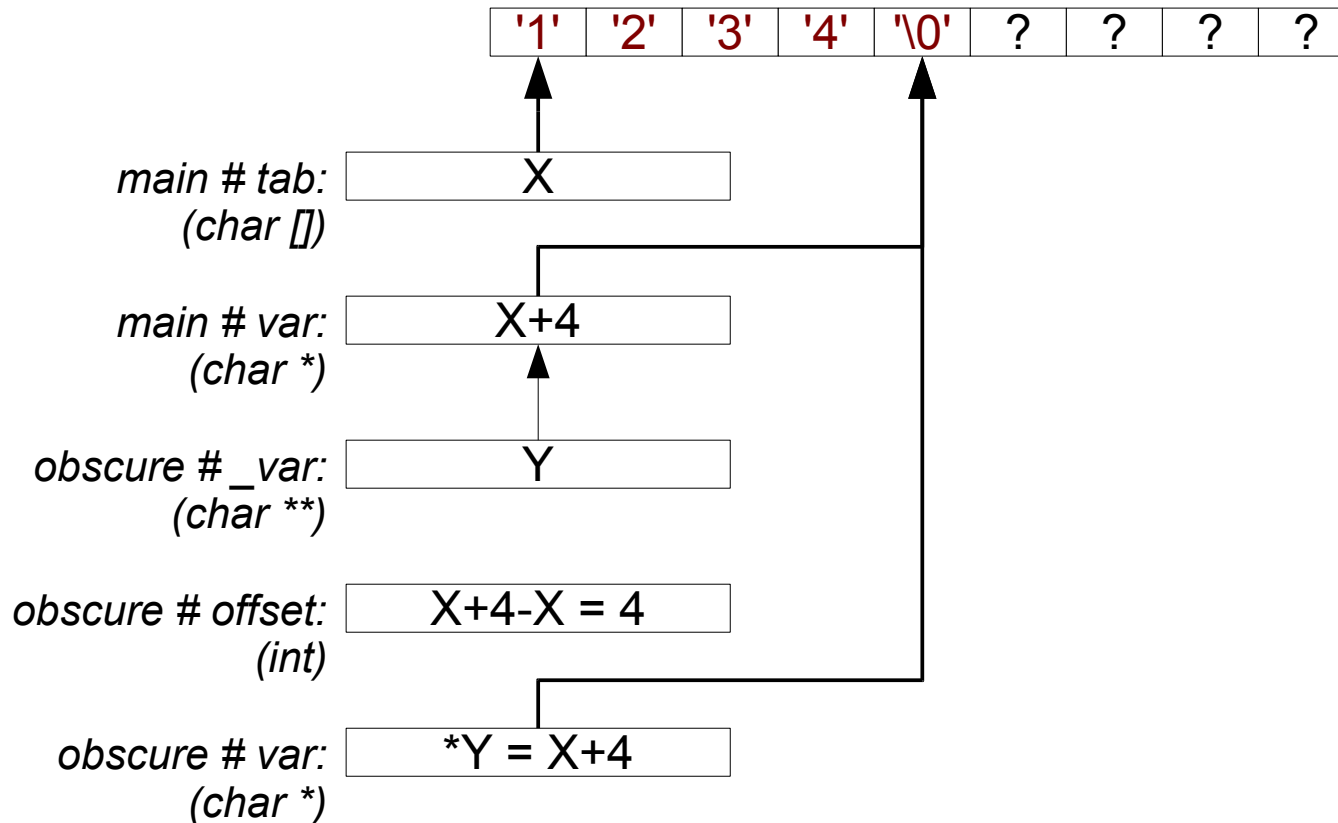 '1' '2' '3' '4' '\0' ? ? ? ?
main # tab: X
(char [])
main # var: X+4
(char *)
obscure # _var: Y
(char **)
obscure # offset: X+4-X = 4
(int)
obscure # var: *Y = X+4
(char *)